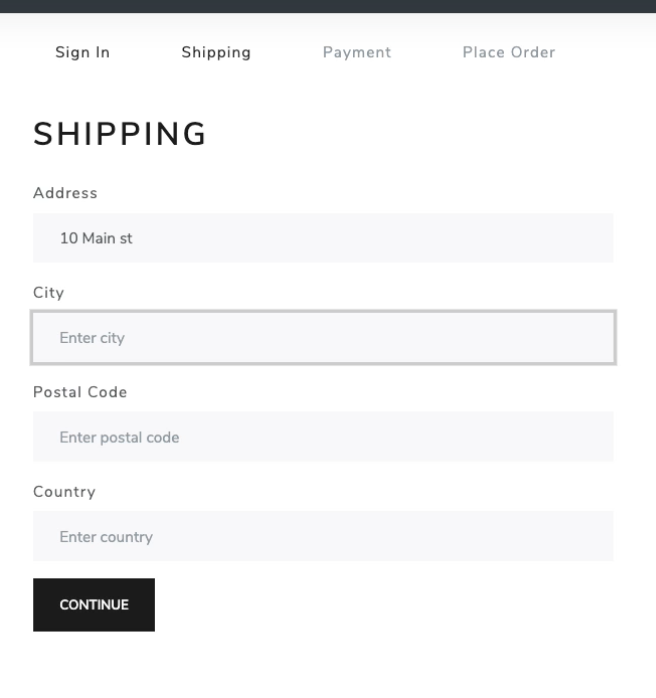 Sign In Shipping Payment Place Order
SHIPPING
Address
10 Main st
City
Enter city
Postal Code
Enter postal code
Country
Enter country
CONTINUE